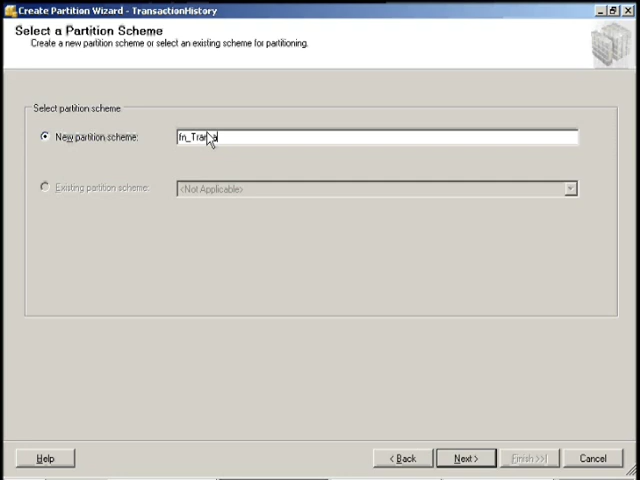 Create Partition Wizard - TransactionHistory
Select a Partition Scheme
Create a new partition scheme or select an existing scheme for partitioning.
Select partition scheme
New partition scheme:
Existing partition scheme: <Not Applicable>
Help < Back Next > Finish >>| Cancel